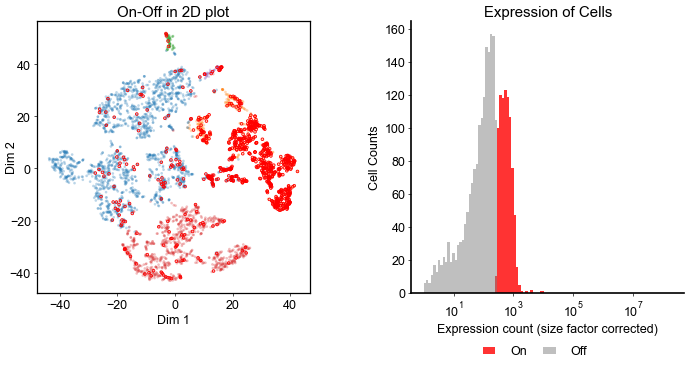 On-Off in 2D plot
Dim 2
40
20
0
−20
−40
−40 −20 0 20 40
Dim 1
Expression of Cells
Cell Counts
160
140
120
100
80
60
40
20
0
10^1 10^3 10^5 10^7
Expression count (size factor corrected)
On Off